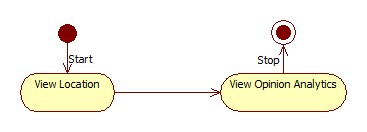 Start
Stop
View Location
View Opinion Analytics